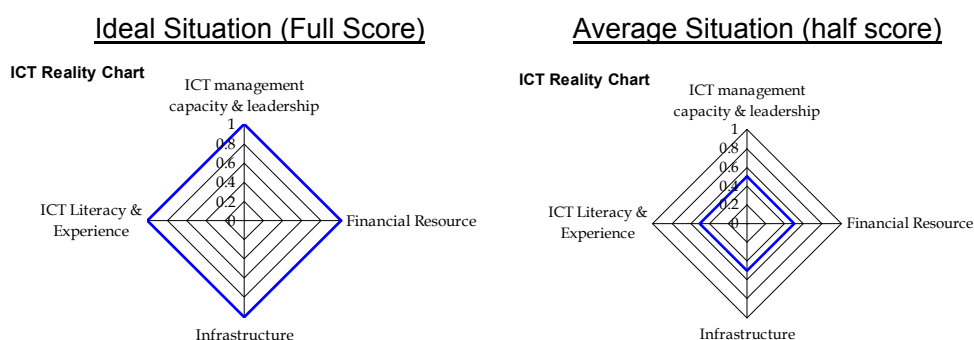 Ideal Situation (Full Score)
ICT Reality Chart
ICT management
capacity & leadership
1
0.8
0.6
0.4
0.2
0
ICT Literacy &
Experience
Financial Resource
Infrastructure
Average Situation (half score)
ICT Reality Chart
ICT management
capacity & leadership
1
0.8
0.6
0.4
0.2
0
ICT Literacy &
Experience
Financial Resource
Infrastructure